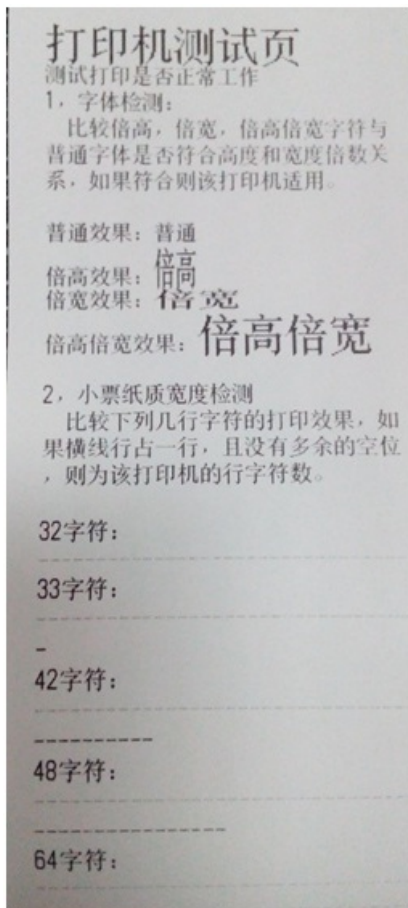 打印机测试页
测试打印是否正常工作
1，字体检测：
比较倍高，倍宽，倍高倍宽字符与
普通字体是否符合高度和宽度倍数关
系，如果符合则该打印机适用。
普通效果：普通
倍高效果：倍高
倍宽效果：倍宽
倍高倍宽效果：倍高倍宽
2，小票纸质宽度检测
比较下列几行字符的打印效果，如
果横线行占一行，且没有多余的空位
，则为该打印机的行字符数。
32字符：
--------------------------------
33字符：
--------------------------------
-
42字符：
--------------------------------
----------
48字符：
--------------------------------
----------------
64字符：
--------------------------------